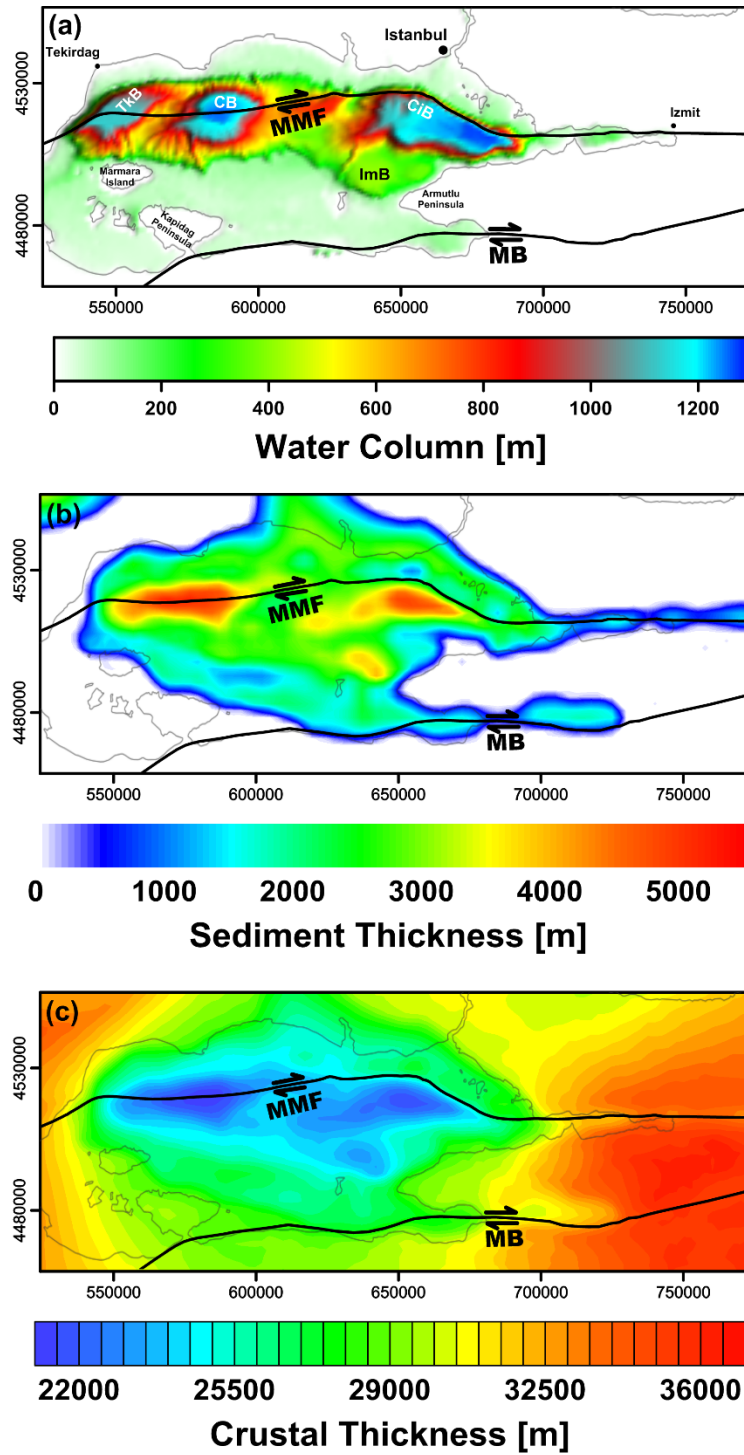 (a)
Istanbul
Tekirdag
4530000
TkB
CB
CiB
MMF
Izmit
Marmara
Island
ImB
Armutlu
Peninsula
Kapidag
Peninsula
4480000
MB
550000 600000 650000 700000 750000
0 200 400 600 800 1000 1200
Water Column [m]
(b)
4530000
MMF
4480000
MB
550000 600000 650000 700000 750000
0 1000 2000 3000 4000 5000
Sediment Thickness [m]
(c)
4530000
MMF
4480000
MB
550000 600000 650000 700000 750000
22000 25500 29000 32500 36000
Crustal Thickness [m]